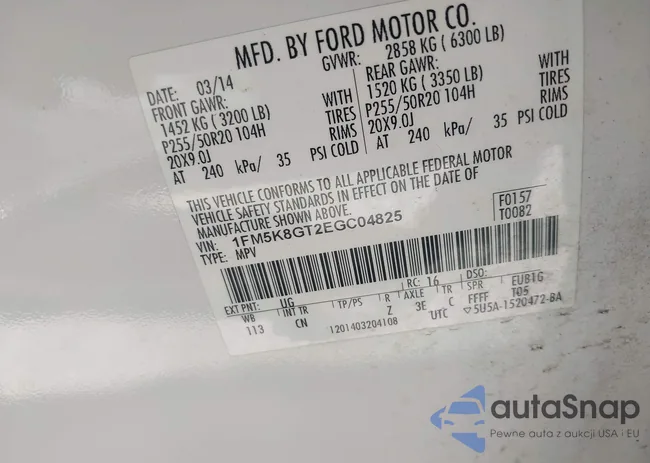 MFD. BY FORD MOTOR CO.
DATE: 03/14 GVWR: 2858 KG ( 6300 LB)
FRONT GAWR: REAR GAWR:
1452 KG ( 3200 LB) WITH 1520 KG ( 3350 LB) WITH
P255/50R20 104H TIRES P255/50R20 104H TIRES
20X9.0J RIMS 20X9.0J RIMS
AT 240 kPa/ 35 PSI COLD AT 240 kPa/ 35 PSI COLD
THIS VEHICLE CONFORMS TO ALL APPLICABLE FEDERAL MOTOR
VEHICLE SAFETY STANDARDS IN EFFECT ON THE DATE OF
MANUFACTURE SHOWN ABOVE.
VIN: 1FM5K8GT2EGC04825 F0157
TYPE: MPV T0082
EXT PNT: UG RC: 16 DSO:
WB INT TR TP/PS R AXLE TR SPR EUB1G
113 CN Z 3E C FFFF T05
1201403204108 UTC 5U5A-1520472-BA
autaSnap
Pewne auta z aukcji USA i EU